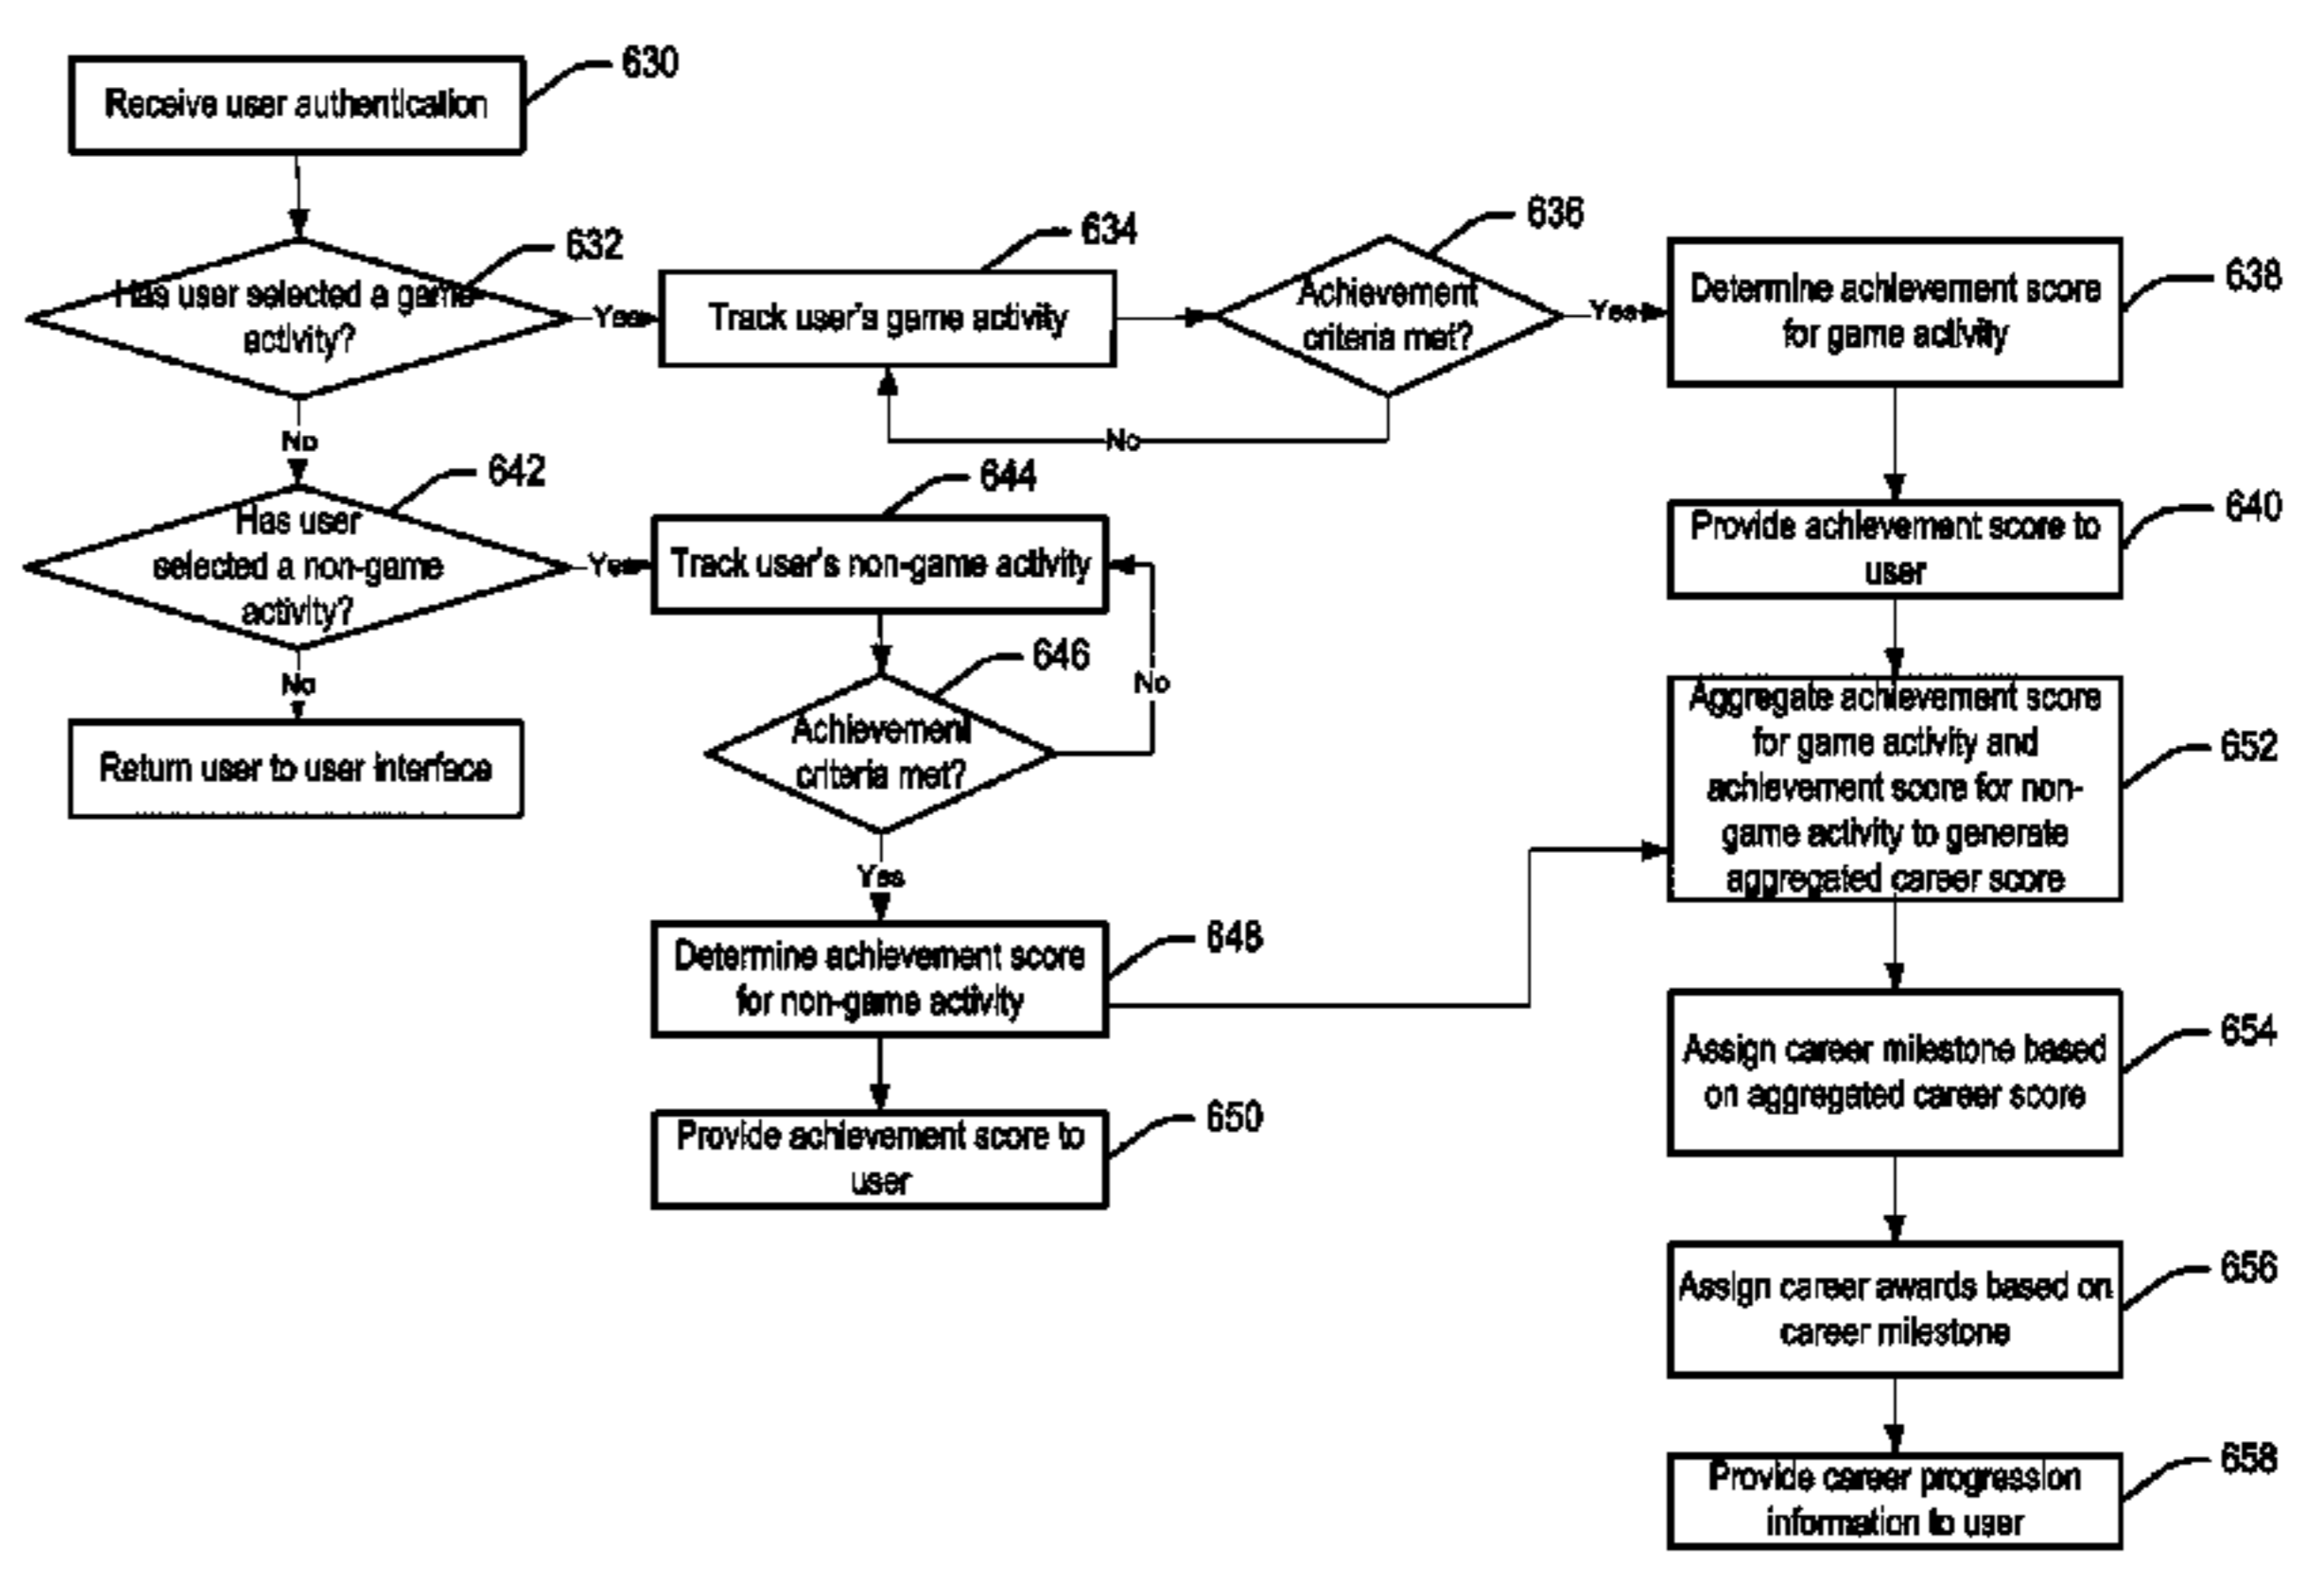 630
Receive user authentication
632
Has user selected a game
activity?
Yes
634
Track user's game activity
636
Achievement
criteria met?
Yes
638
Determine achievement score
for game activity
No
No
642
Has user
selected a non-game
activity?
Yes
644
Track user's non-game activity
640
Provide achievement score to
user
No
Return user to user interface
646
Achievement
criteria met?
No
Yes
652
Aggregate achievement score
for game activity and
achievement score for non-
game activity to generate
aggregated career score
648
Determine achievement score
for non-game activity
654
Assign career milestone based
on aggregated career score
650
Provide achievement score to
user
656
Assign career awards based on
career milestone
658
Provide career progression
information to user